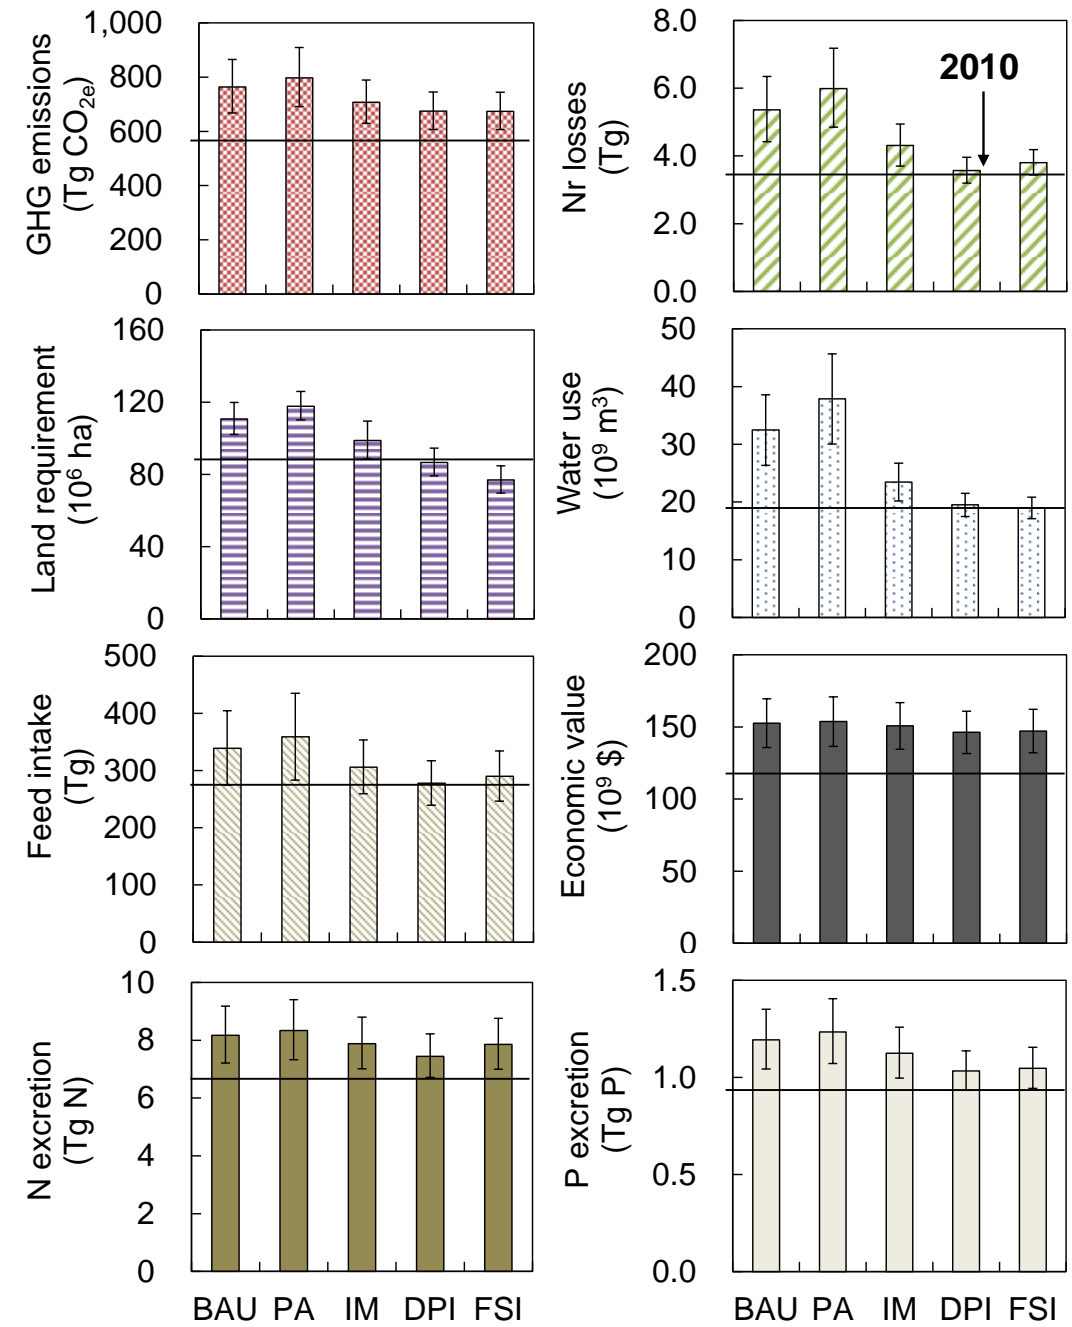 GHG emissions
(Tg CO2e)
1,000
800
600
400
200
0
Nr losses
(Tg)
8.0
6.0
4.0
2.0
0.0
2010
Land requirement
(10⁶ ha)
160
120
80
40
0
Water use
(10⁹ m³)
50
40
30
20
10
0
Feed intake
(Tg)
500
400
300
200
100
0
Economic value
(10⁹ $)
200
150
100
50
0
N excretion
(Tg N)
10
8
6
4
2
0
BAU PA IM DPI FSI
P excretion
(Tg P)
1.5
1.0
0.5
0.0
BAU PA IM DPI FSI